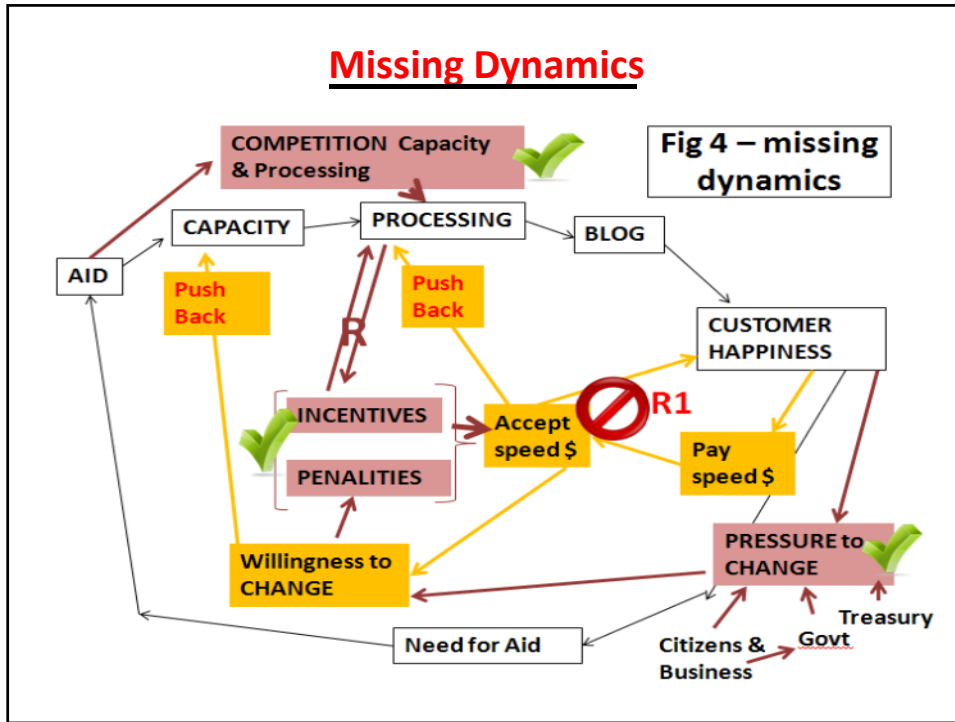 Missing Dynamics
COMPETITION Capacity
& Processing
Fig 4 – missing
dynamics
CAPACITY
PROCESSING
BLOG
AID
Push
Back
Push
Back
CUSTOMER
HAPPINESS
R
INCENTIVES
Accept
speed $
R1
Pay
speed $
PENALITIES
Willingness to
CHANGE
PRESSURE to
CHANGE
Treasury
Need for Aid
Citizens &
Business
Govt